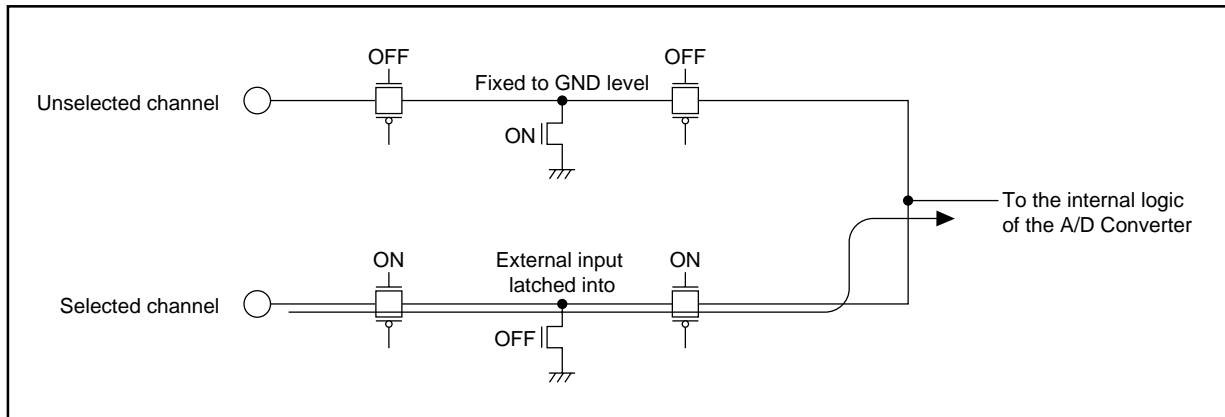 OFF
OFF
Fixed to GND level
Unselected channel
ON
To the internal logic
of the A/D Converter
ON
External input
latched into
ON
Selected channel
OFF